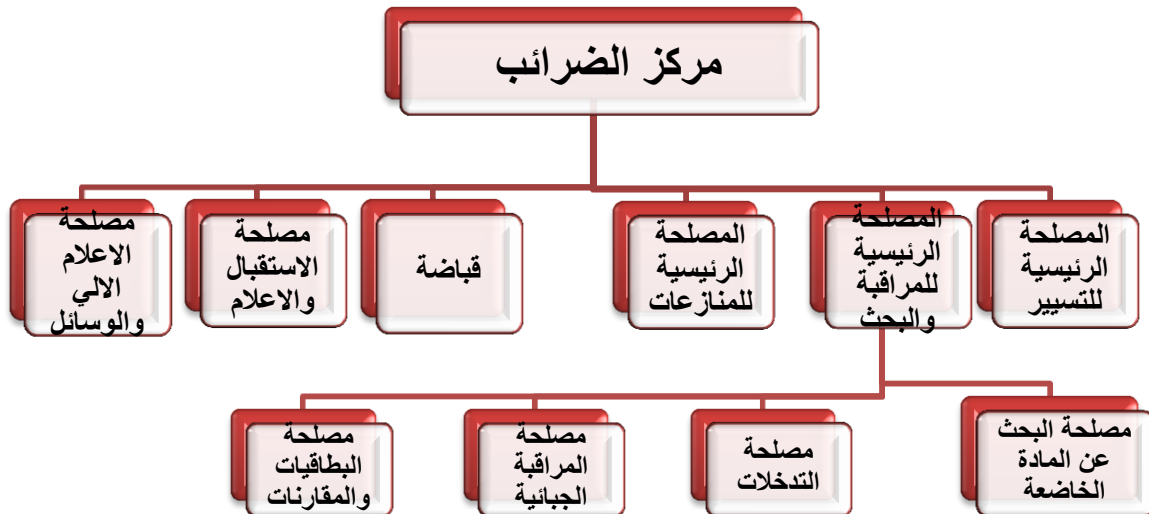 مركز الضرائب
المصلحة
الرئيسية
للتسيير
المصلحة
الرئيسية
للمراقبة
والبحث
المصلحة
الرئيسية
للمنازعات
قباضة
مصلحة
الاستقبال
والاعلام
مصلحة
الاعلام
الالي
والوسائل
مصلحة البحث
عن المادة
الخاضعة
مصلحة
التدخلات
مصلحة
المراقبة
الجبائية
مصلحة
البطاقيات
والمقارنات